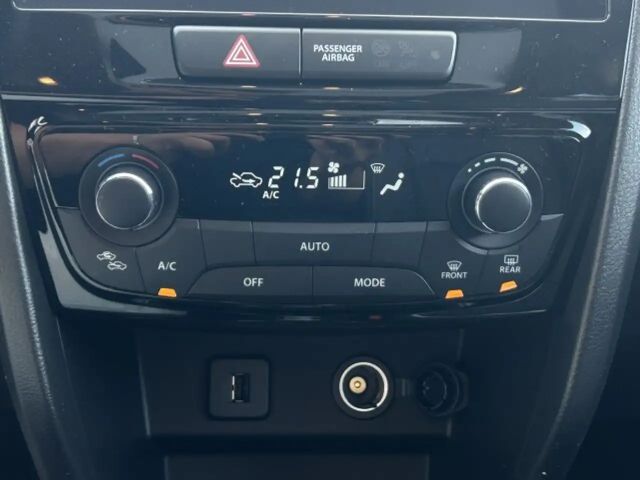 PASSENGER
AIRBAG
21.5
A/C
AUTO
A/C
OFF
MODE
FRONT
REAR